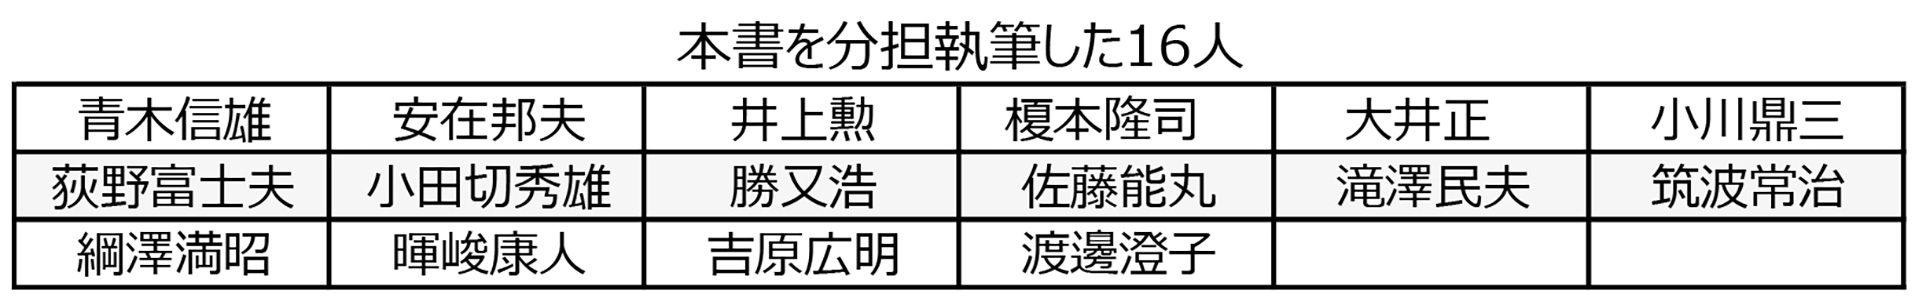 本書を分担執筆した16人
青木信雄 安在邦夫 井上勲 榎本隆司 大井正 小川鼎三
荻野富士夫 小田切秀雄 勝又浩 佐藤能丸 滝澤民夫 筑波常治
綱澤満昭 暉峻康人 吉原広明 渡邊澄子